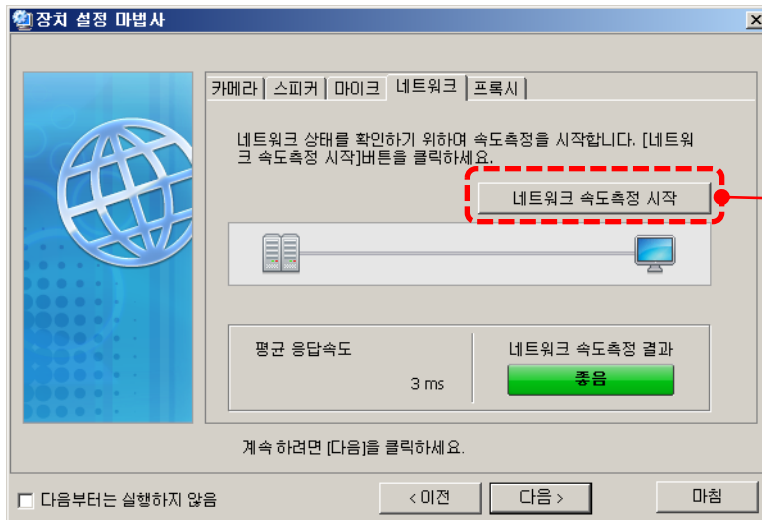 장치 설정 마법사
카메라 스피커 마이크 네트워크 프록시
네트워크 상태를 확인하기 위하여 속도측정을 시작합니다. [네트워
크 속도측정 시작]버튼을 클릭하세요.
네트워크 속도측정 시작
평균 응답속도
3 ms
네트워크 속도측정 결과
좋음
계속 하려면 [다음]을 클릭하세요.
다음부터는 실행하지 않음
< 이전
다음 >
마침